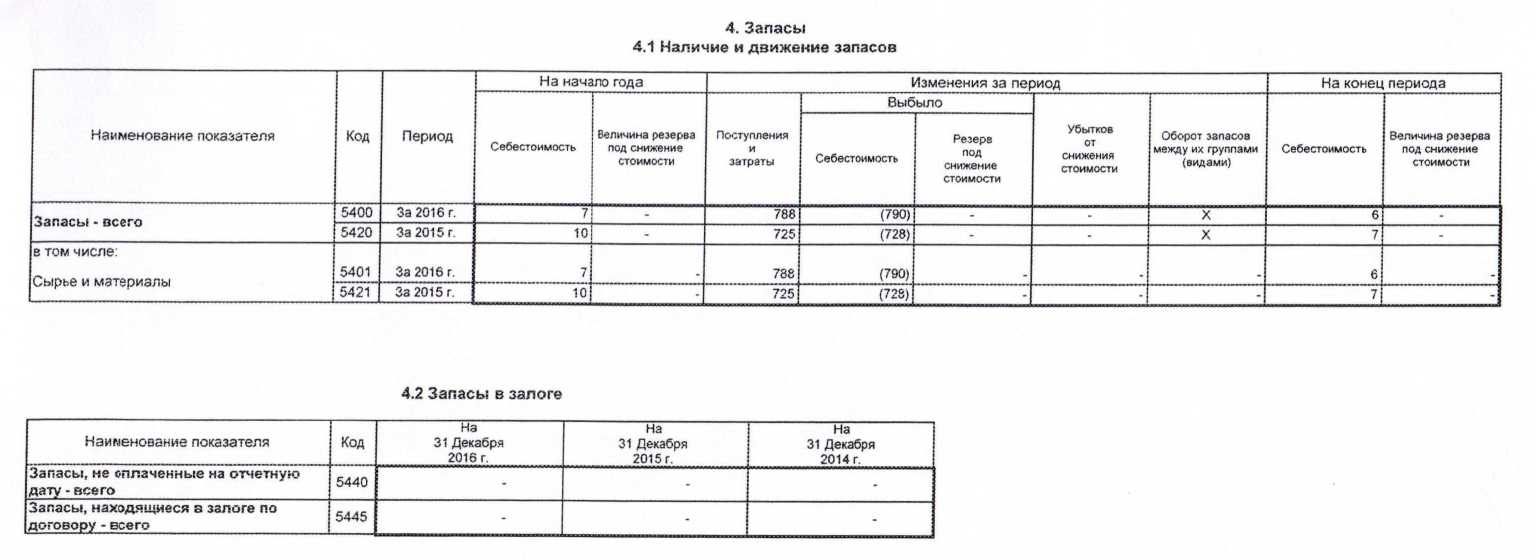 4. Запасы
4.1 Наличие и движение запасов
Наименование показателя Код Период На начало года Изменения за период На конец периода
Себестоимость Величина резерва под снижение стоимости Поступления и затраты Выбыло Убытков от снижения стоимости Оборот запасов между их группами (видами) Себестоимость Величина резерва под снижение стоимости
Себестоимость Резерв под снижение стоимости
Запасы - всего 5400 За 2016 г. 7 - 788 (790) - - X 6 -
5420 За 2015 г. 10 - 725 (728) - - X 7 -
в том числе:
Сырье и материалы 5401 За 2016 г. 7 - 788 (790) - - - 6 -
5421 За 2015 г. 10 - 725 (728) - - - 7 -
4.2 Запасы в залоге
Наименование показателя Код На 31 Декабря 2016 г. На 31 Декабря 2015 г. На 31 Декабря 2014 г.
Запасы, не оплаченные на отчетную
дату - всего 5440 - - -
Запасы, находящиеся в залоге по
договору - всего 5445 - - -